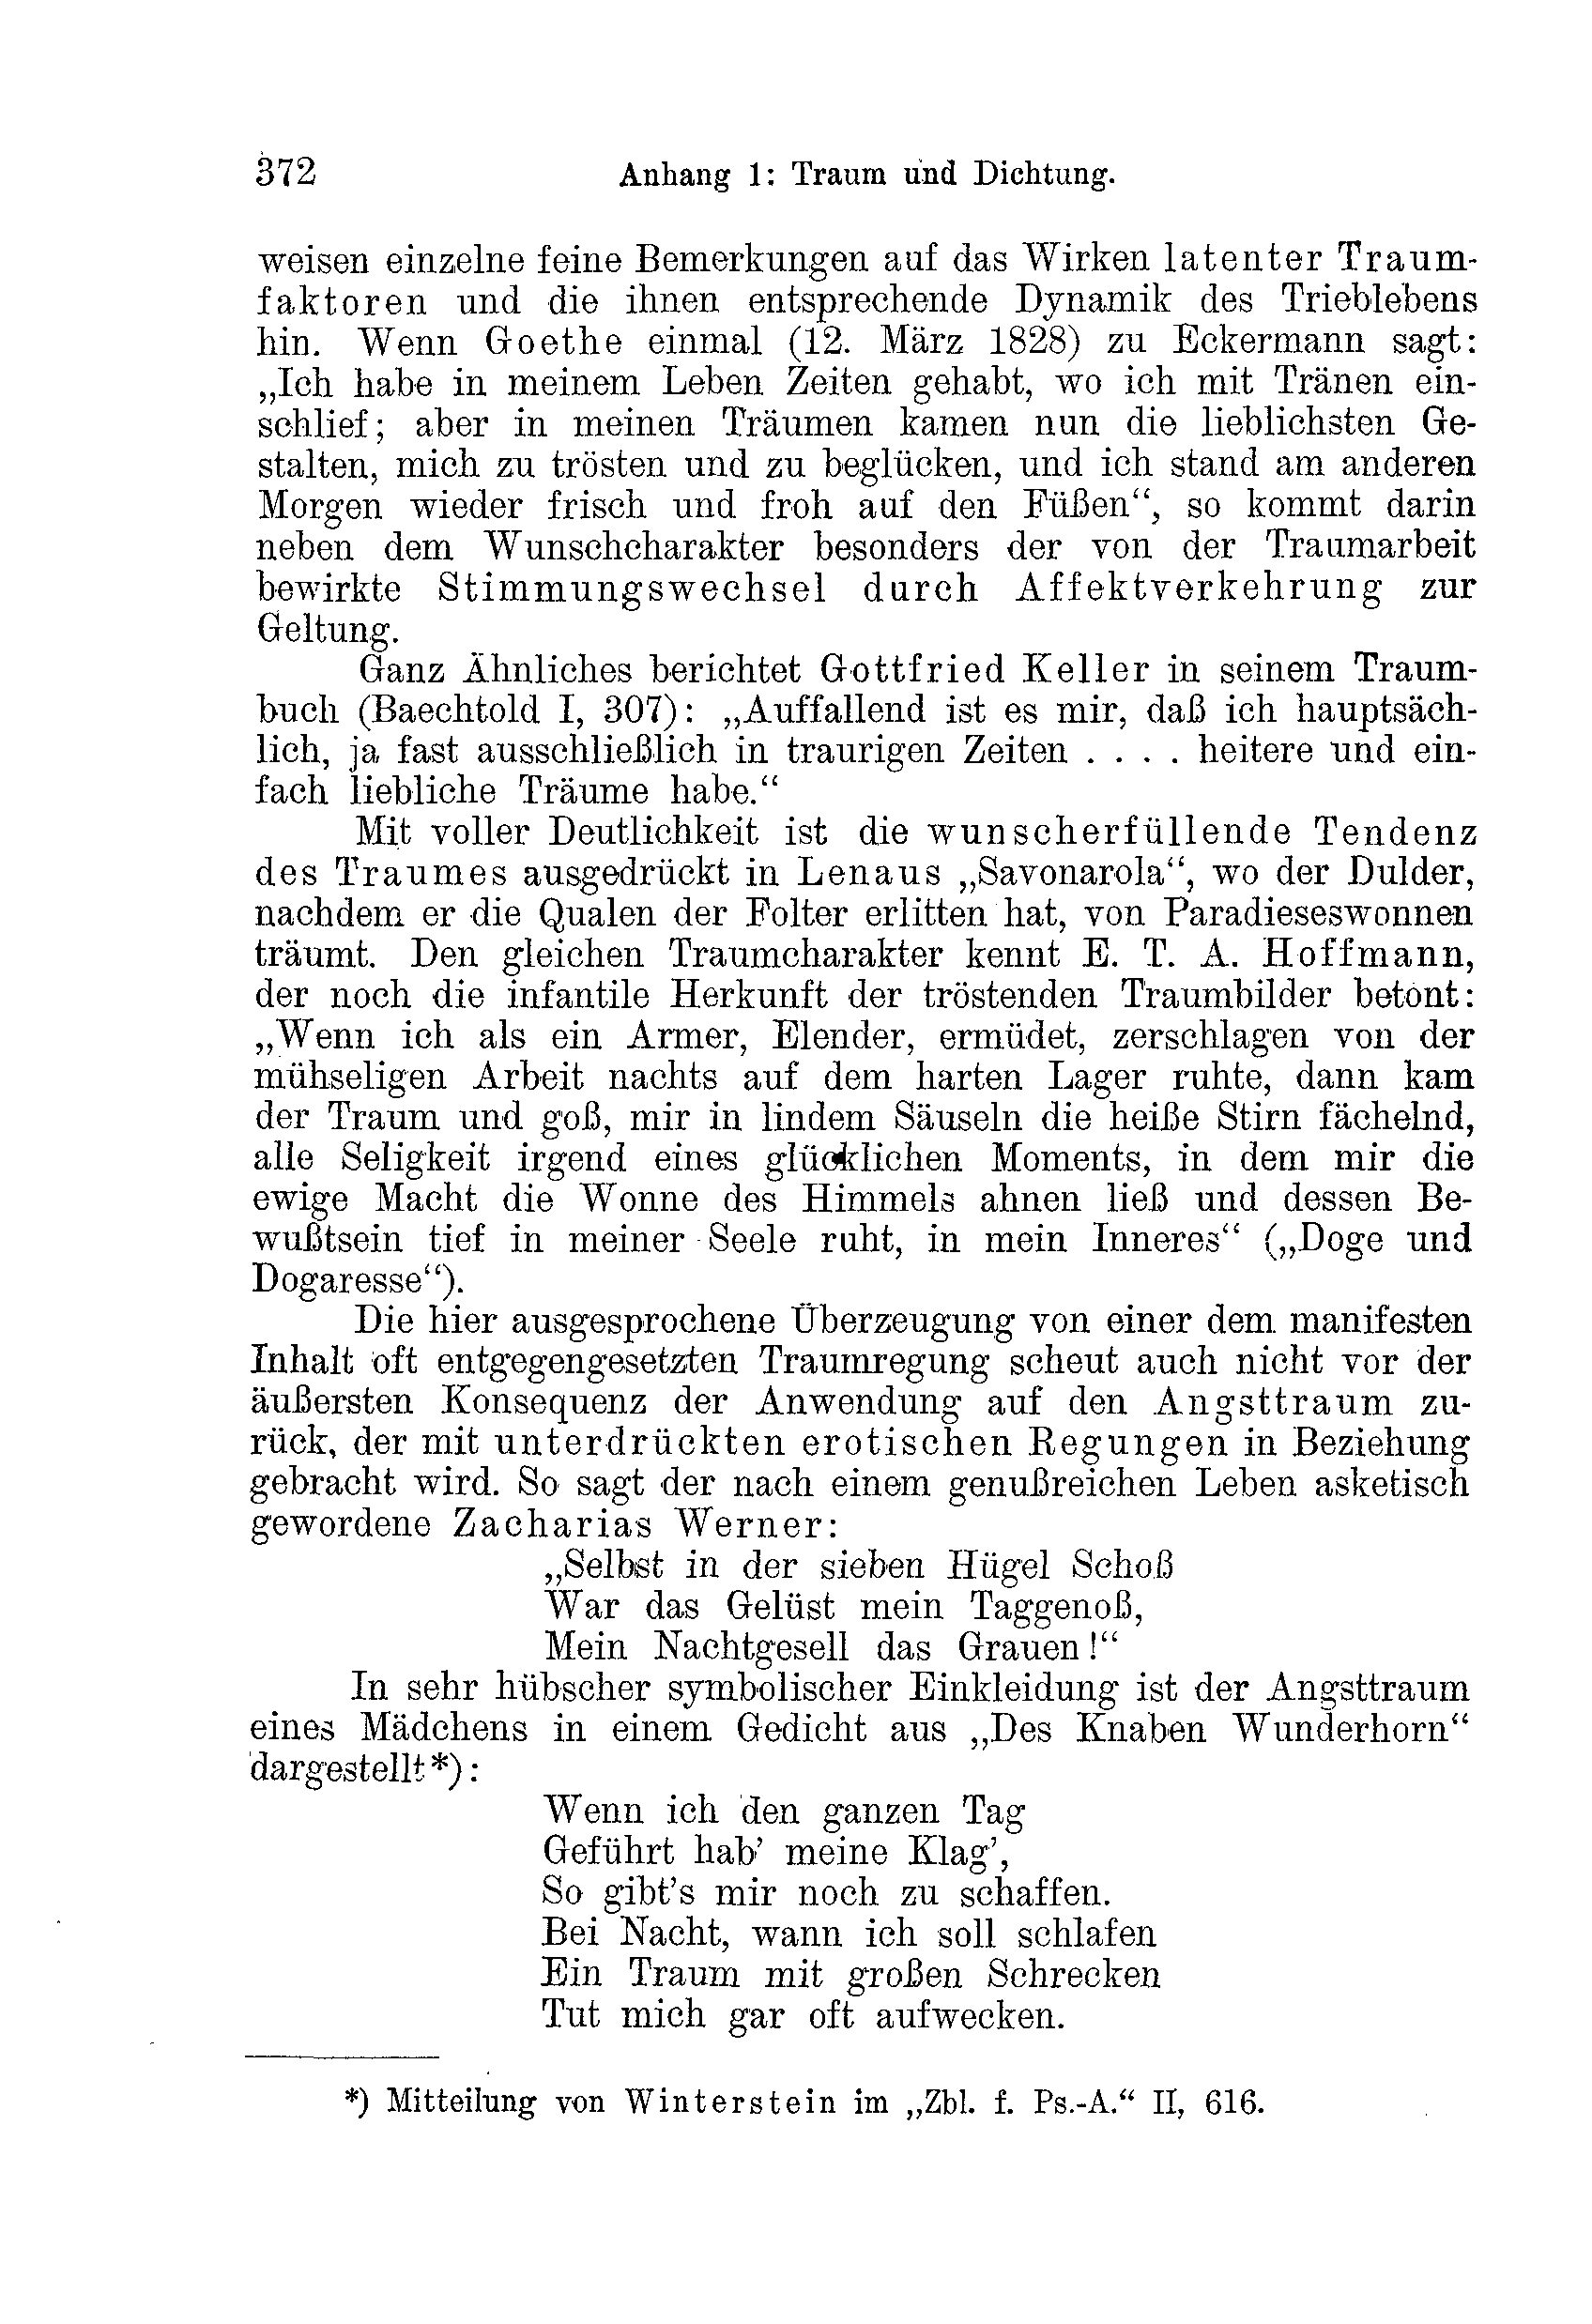 372 Anhang 1: Traum und Dichtung.
weisen einzelne feine Bemerkungen auf das Wirken latenter Traum-
faktoren und die ihnen entsprechende Dynamik des Trieblebens
hin. Wenn Goethe einmal (12. März 1828) zu Eckermann sagt:
„Ich habe in meinem Leben Zeiten gehabt, wo ich mit Tränen ein-
schlief; aber in meinen Träumen kamen nun die lieblichsten Ge-
stalten, mich zu trösten und zu beglücken, und ich stand am anderen
Morgen wieder frisch und froh auf den Füßen“, so kommt darin
neben dem Wunschcharakter besonders der von der Traumarbeit
bewirkte Stimmungswechsel durch Affektverkehrung zur
Geltung.
Ganz Ähnliches berichtet Gottfried Keller in seinem Traum-
buch (Baechtold I, 307): „Auffallend ist es mir, daß ich hauptsäch-
lich, ja fast ausschließlich in traurigen Zeiten . . . . heitere und ein-
fach liebliche Träume habe.“
Mit voller Deutlichkeit ist die wunscherfüllende Tendenz
des Traumes ausgedrückt in Lenaus „Savonarola“, wo der Dulder,
nachdem er die Qualen der Folter erlitten hat, von Paradieseswonnen
träumt. Den gleichen Traumcharakter kennt E. T. A. Hoffmann,
der noch die infantile Herkunft der tröstenden Traumbilder betont:
„Wenn ich als ein Armer, Elender, ermüdet, zerschlagen von der
mühseligen Arbeit nachts auf dem harten Lager ruhte, dann kam
der Traum und goß, mir in lindem Säuseln die heiße Stirn fächelnd,
alle Seligkeit irgend eines glücklichen Moments, in dem mir die
ewige Macht die Wonne des Himmels ahnen ließ und dessen Be-
wußtsein tief in meiner Seele ruht, in mein Inneres“ („Doge und
Dogaresse“).
Die hier ausgesprochene Überzeugung von einer dem manifesten
Inhalt oft entgegengesetzten Traumregung scheut auch nicht vor der
äußersten Konsequenz der Anwendung auf den Angsttraum zu-
rück, der mit unterdrückten erotischen Regungen in Beziehung
gebracht wird. So sagt der nach einem genußreichen Leben asketisch
gewordene Zacharias Werner:
„Selbst in der sieben Hügel Schoß
War das Gelüst mein Taggenoß,
Mein Nachtgesell das Grauen!“
In sehr hübscher symbolischer Einkleidung ist der Angsttraum
eines Mädchens in einem Gedicht aus „Des Knaben Wunderhorn“
dargestellt*):
Wenn ich den ganzen Tag
Geführt hab’ meine Klag’,
So gibt’s mir noch zu schaffen.
Bei Nacht, wann ich soll schlafen
Ein Traum mit großen Schrecken
Tut mich gar oft aufwecken.
*) Mitteilung von Winterstein im „Zbl. f. Ps.-A.“ II, 616.